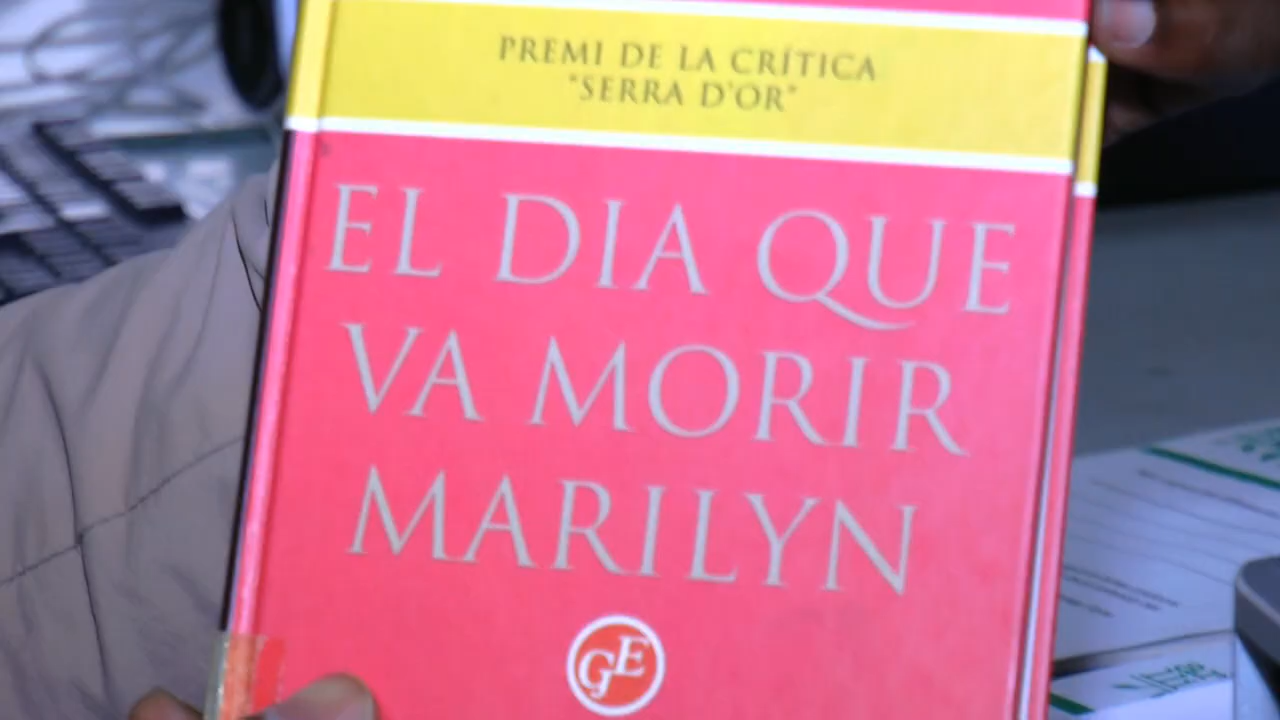 PREMI DE LA CRÍTICA
"SERRA D'OR"
EL DIA QUE
VA MORIR
MARILYN
GE